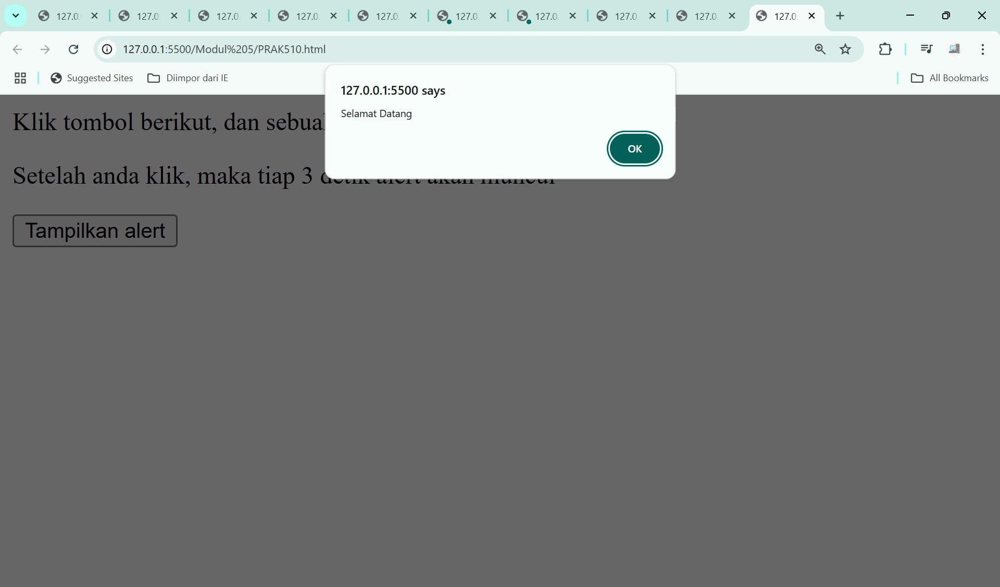 127.0. 127.0. 127.0. 127.0. 127.0. 127.0. 127.0. 127.0. 127.0. 127.0.
127.0.0.1:5500/Modul%205/PRAK510.html
Suggested Sites Diimpor dari IE All Bookmarks
127.0.0.1:5500 says
Selamat Datang
OK
Klik tombol berikut, dan
Setelah anda klik, maka tiap 3 detik alert akan muncul
Tampilkan alert